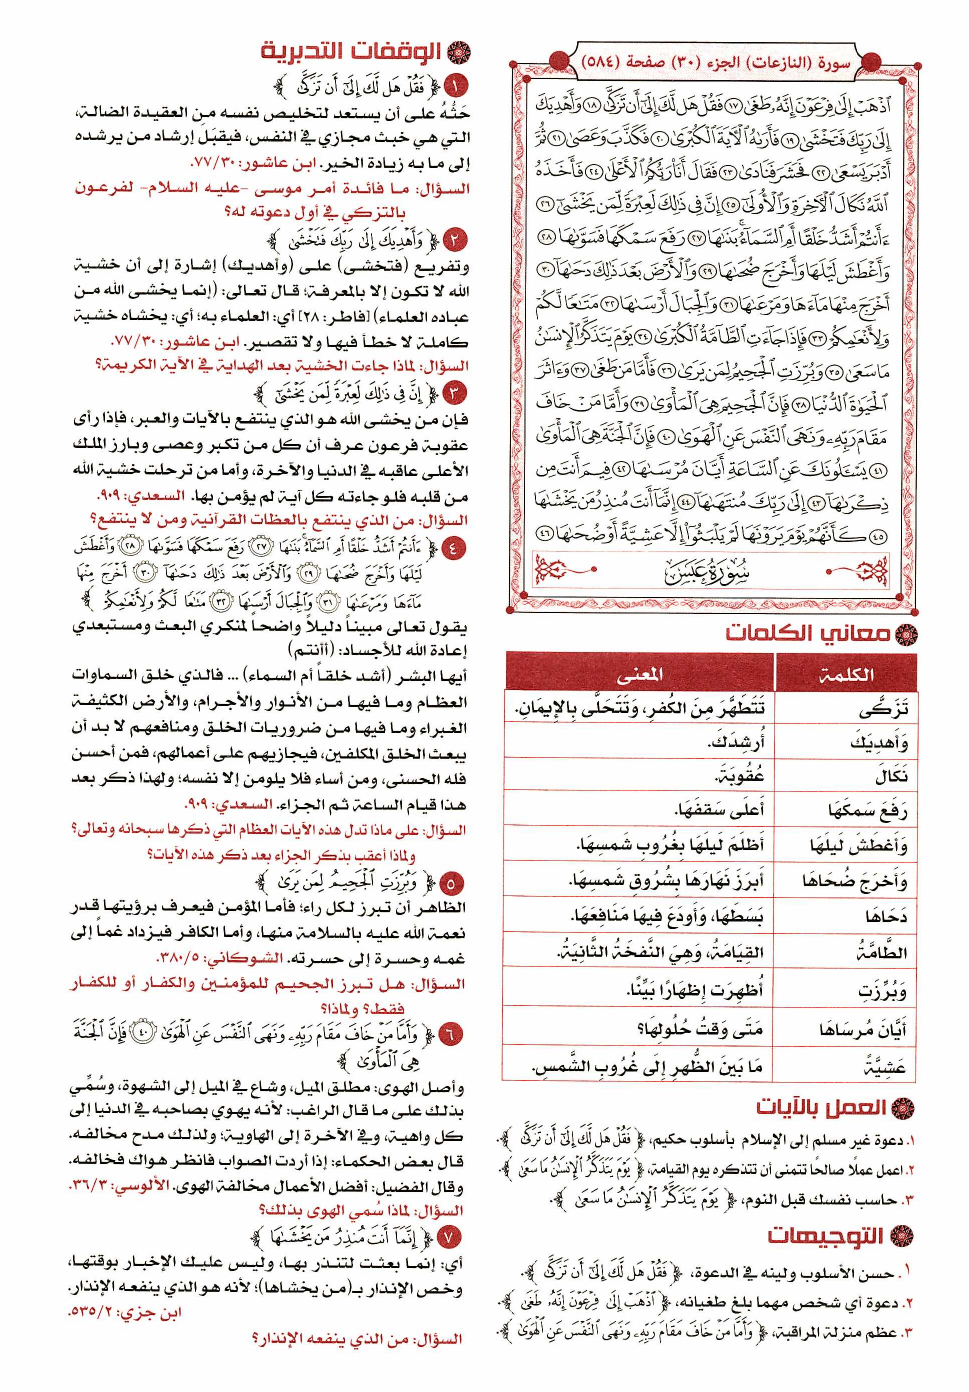 سورة (النازعات) الجزء (٣٠) صفحة (٥٨٤)
ٱذْهَبْ إِلَىٰ فِرْعَوْنَ إِنَّهُۥ طَغَىٰ ١٧ فَقُلْ هَل لَّكَ إِلَىٰٓ أَن تَزَكَّىٰ ١٨ وَأَهْدِيَكَ
إِلَىٰ رَبِّكَ فَتَخْشَىٰ ١٩ فَأَرَىٰهُ ٱلْءَايَةَ ٱلْكُبْرَىٰ ٢٠ فَكَذَّبَ وَعَصَىٰ ٢١ ثُمَّ
أَدْبَرَ يَسْعَىٰ ٢٢ فَحَشَرَ فَنَادَىٰ ٢٣ فَقَالَ أَنَا۠ رَبُّكُمُ ٱلْأَعْلَىٰ ٢٤ فَأَخَذَهُ
ٱللَّهُ نَكَالَ ٱلْءَاخِرَةِ وَٱلْأُولَىٰٓ ٢٥ إِنَّ فِي ذَٰلِكَ لَعِبْرَةً لِّمَن يَخْشَىٰٓ ٢٦
ءَأَنتُمْ أَشَدُّ خَلْقًا أَمِ ٱلسَّمَآءُ ۚ بَنَىٰهَا ٢٧ رَفَعَ سَمْكَهَا فَسَوَّىٰهَا ٢٨
وَأَغْطَشَ لَيْلَهَا وَأَخْرَجَ ضُحَىٰهَا ٢٩ وَٱلْأَرْضَ بَعْدَ ذَٰلِكَ دَحَىٰهَآ ٣٠
أَخْرَجَ مِنْهَا مَآءَهَا وَمَرْعَىٰهَا ٣١ وَٱلْجِبَالَ أَرْسَىٰهَا ٣٢ مَتَٰعًا لَّكُمْ
وَلِأَنْعَٰمِكُمْ ٣٣ فَإِذَا جَآءَتِ ٱلطَّآمَّةُ ٱلْكُبْرَىٰ ٣٤ يَوْمَ يَتَذَكَّرُ ٱلْإِنسَٰنُ
مَا سَعَىٰ ٣٥ وَبُرِّزَتِ ٱلْجَحِيمُ لِمَن يَرَىٰ ٣٦ فَأَمَّا مَن طَغَىٰ ٣٧ وَءَاثَرَ
ٱلْحَيَوٰةَ ٱلدُّنْيَا ٣٨ فَإِنَّ ٱلْجَحِيمَ هِيَ ٱلْمَأْوَىٰ ٣٩ وَأَمَّا مَنْ خَافَ
مَقَامَ رَبِّهِۦ وَنَهَى ٱلنَّفْسَ عَنِ ٱلْهَوَىٰ ٤٠ فَإِنَّ ٱلْجَنَّةَ هِيَ ٱلْمَأْوَىٰ
٤١ يَسْـَٔلُونَكَ عَنِ ٱلسَّاعَةِ أَيَّانَ مُرْسَىٰهَا ٤٢ فِيمَ أَنتَ مِن
ذِكْرَىٰهَآ ٤٣ إِلَىٰ رَبِّكَ مُنتَهَىٰهَآ ٤٤ إِنَّمَآ أَنتَ مُنذِرُ مَن يَخْشَىٰهَا
٤٥ كَأَنَّهُمْ يَوْمَ يَرَوْنَهَا لَمْ يَلْبَثُوٓا۟ إِلَّا عَشِيَّةً أَوْ ضُحَىٰهَا ٤٦
سُورَةُ عَبَسَ
معاني الكلمات
الكلمة المعنى
تَزَكَّى تَتَطَهَّرَ مِنَ الكُفرِ، وَتَتَحَلَّى بِالإِيمَانِ.
وَأَهدِيَكَ أُرشِدَكَ.
نَكَالَ عُقُوبَةَ.
رَفَعَ سَمكَهَا أَعلَى سَقفَهَا.
وَأَغطَشَ لَيلَهَا أَظلَمَ لَيلَهَا بِغُرُوبِ شَمسِهَا.
وَأَخرَجَ ضُحَاهَا أَبرَزَ نَهَارَهَا بِشُرُوقِ شَمسِهَا.
دَحَاهَا بَسَطَهَا، وَأَودَعَ فِيهَا مَنَافِعَهَا.
الطَّامَّةُ القِيَامَةُ، وَهِيَ النَّفخَةُ الثَّانِيَةُ.
وَبُرِّزَتِ أُظهِرَت إِظهَارًا بَيِّنًا.
أَيَّانَ مُرسَاهَا مَتَى وَقتُ حُلُولِهَا؟
عَشِيَّةً مَا بَينَ الظُّهرِ إِلَى غُرُوبِ الشَّمسِ.
العمل بالآيات
١. دعوة غير مسلم إلى الإسلام بأسلوب حكيم، ﴿ فَقُلْ هَل لَّكَ إِلَىٰٓ أَن تَزَكَّىٰ ﴾.
٢. اعمل عملًا صالحًا تتمنى أن تتذكره يوم القيامة، ﴿ يَوْمَ يَتَذَكَّرُ ٱلْإِنسَٰنُ مَا سَعَىٰ ﴾.
٣. حاسب نفسك قبل النوم، ﴿ يَوْمَ يَتَذَكَّرُ ٱلْإِنسَٰنُ مَا سَعَىٰ ﴾.
التوجيهات
١. حسن الأسلوب ولينه في الدعوة، ﴿ فَقُلْ هَل لَّكَ إِلَىٰٓ أَن تَزَكَّىٰ ﴾.
٢. دعوة أي شخص مهما بلغ طغيانه، ﴿ ٱذْهَبْ إِلَىٰ فِرْعَوْنَ إِنَّهُۥ طَغَىٰ ﴾.
٣. عظم منزلة المراقبة، ﴿ وَأَمَّا مَنْ خَافَ مَقَامَ رَبِّهِۦ وَنَهَى ٱلنَّفْسَ عَنِ ٱلْهَوَىٰ ﴾.
الوقفات التدبرية
١ ﴿ فَقُلْ هَل لَّكَ إِلَىٰٓ أَن تَزَكَّىٰ ﴾
حَثَّهُ على أن يستعد لتخليص نفسه من العقيدة الضالة،
التي هي خبث مجازي في النفس، فيقبل إرشاد من يرشده
إلى ما به زيادة الخير. ابن عاشور: ٧٧/٣٠.
السؤال: ما فائدة أمر موسى -عليه السلام- لفرعون
بالتزكي في أول دعوته له؟
٢ ﴿ وَأَهْدِيَكَ إِلَىٰ رَبِّكَ فَتَخْشَىٰ ﴾
وتفريع (فتخشى) على (وأهديك) إشارة إلى أن خشية
الله لا تكون إلا بالمعرفة؛ قال تعالى: (إنما يخشى الله من
عباده العلماء) [فاطر: ٢٨] أي: العلماء به؛ أي: يخشاه خشية
كاملة لا خطأ فيها ولا تقصير. ابن عاشور: ٧٧/٣٠.
السؤال: لماذا جاءت الخشية بعد الهداية في الآية الكريمة؟
٣ ﴿ إِنَّ فِي ذَٰلِكَ لَعِبْرَةً لِّمَن يَخْشَىٰٓ ﴾
فإن من يخشى الله هو الذي ينتفع بالآيات والعبر، فإذا رأى
عقوبة فرعون عرف أن كل من تكبر وعصى وبارز الملك
الأعلى عاقبه في الدنيا والآخرة، وأما من ترحلت خشية الله
من قلبه فلو جاءته كل آية لم يؤمن بها. السعدي: ٩٠٩.
السؤال: من الذي ينتفع بالعظات القرآنية ومن لا ينتفع؟
٤ ﴿ ءَأَنتُمْ أَشَدُّ خَلْقًا أَمِ ٱلسَّمَآءُ ۚ بَنَىٰهَا ٢٧ رَفَعَ سَمْكَهَا فَسَوَّىٰهَا ٢٨ وَأَغْطَشَ
لَيْلَهَا وَأَخْرَجَ ضُحَىٰهَا ٢٩ وَٱلْأَرْضَ بَعْدَ ذَٰلِكَ دَحَىٰهَآ ٣٠ أَخْرَجَ مِنْهَا
مَآءَهَا وَمَرْعَىٰهَا ٣١ وَٱلْجِبَالَ أَرْسَىٰهَا ٣٢ مَتَٰعًا لَّكُمْ وَلِأَنْعَٰمِكُمْ ﴾
يقول تعالى مبيناً دليلاً واضحاً لمنكري البعث ومستبعدي
إعادة الله للأجساد: (أأنتم)
أيها البشر (أشد خلقاً أم السماء) ... فالذي خلق السماوات
العظام وما فيها من الأنوار والأجرام، والأرض الكثيفة
الغبراء وما فيها من ضروريات الخلق ومنافعهم لا بد أن
يبعث الخلق المكلفين، فيجازيهم على أعمالهم، فمن أحسن
فله الحسنى، ومن أساء فلا يلومن إلا نفسه؛ ولهذا ذكر بعد
هذا قيام الساعة ثم الجزاء. السعدي: ٩٠٩.
السؤال: على ماذا تدل هذه الآيات العظام التي ذكرها سبحانه وتعالى؟
ولماذا أعقب بذكر الجزاء بعد ذكر هذه الآيات؟
٥ ﴿ وَبُرِّزَتِ ٱلْجَحِيمُ لِمَن يَرَىٰ ﴾
الظاهر أن تبرز لكل راء؛ فأما المؤمن فيعرف برؤيتها قدر
نعمة الله عليه بالسلامة منها، وأما الكافر فيزداد غماً إلى
غمه وحسرة إلى حسرته. الشوكاني: ٣٨٠/٥.
السؤال: هل تبرز الجحيم للمؤمنين والكفار أو للكفار
فقط؟ ولماذا؟
٦ ﴿ وَأَمَّا مَنْ خَافَ مَقَامَ رَبِّهِۦ وَنَهَى ٱلنَّفْسَ عَنِ ٱلْهَوَىٰ ٤٠ فَإِنَّ ٱلْجَنَّةَ
هِيَ ٱلْمَأْوَىٰ ﴾
وأصل الهوى: مطلق الميل، وشاع في الميل إلى الشهوة، وسُمِّي
بذلك على ما قال الراغب: لأنه يهوي بصاحبه في الدنيا إلى
كل واهية، وفي الآخرة إلى الهاوية؛ ولذلك مدح مخالفه.
قال بعض الحكماء: إذا أردت الصواب فانظر هواك فخالفه.
وقال الفضيل: أفضل الأعمال مخالفة الهوى. الألوسي: ٣٦/٣.
السؤال: لماذا سُمي الهوى بذلك؟
٧ ﴿ إِنَّمَآ أَنتَ مُنذِرُ مَن يَخْشَىٰهَا ﴾
أي: إنما بعثت لتنذر بها، وليس عليك الإخبار بوقتها،
وخص الإنذار بـ(من يخشاها)؛ لأنه هو الذي ينفعه الإنذار.
ابن جزي: ٥٣٥/٢.
السؤال: من الذي ينفعه الإنذار؟